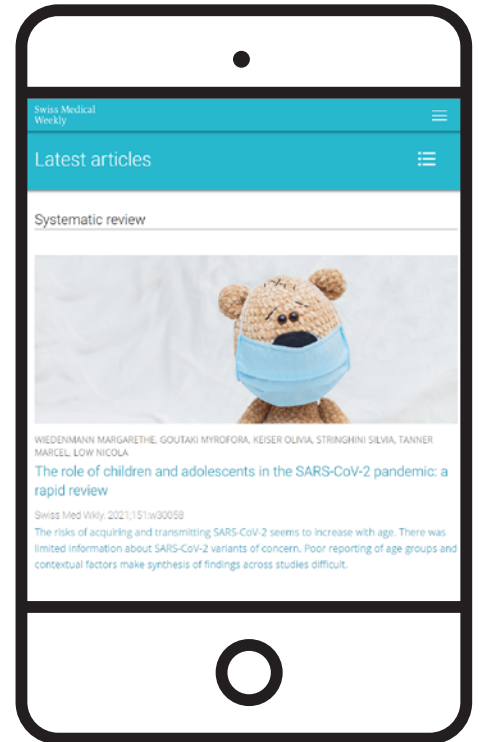 Swiss Medical
Weekly
Latest articles
Systematic review
WIEDENMANN MARGARETHE, GOUTAKI MYROFORA, KEISER OLIVIA, STRINGHINI SILVIA, TANNER
MARCEL, LOW NICOLA
The role of children and adolescents in the SARS-CoV-2 pandemic: a
rapid review
Swiss Med Wkly. 2021;151:w30058
The risks of acquiring and transmitting SARS-CoV-2 seems to increase with age. There was
limited information about SARS-CoV-2 variants of concern. Poor reporting of age groups and
contextual factors make synthesis of findings across studies difficult.